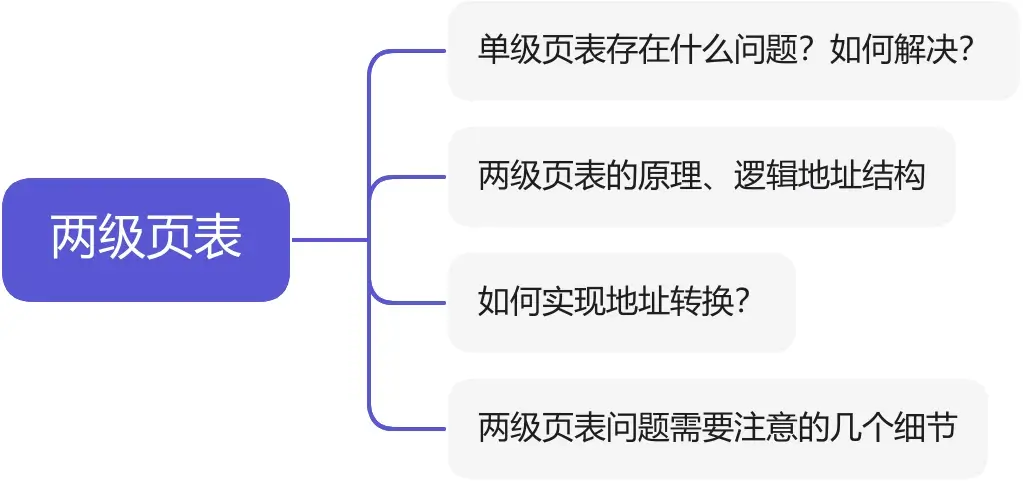 单级页表存在什么问题？如何解决？
两级页表的原理、逻辑地址结构
两级页表
如何实现地址转换？
两级页表问题需要注意的几个细节